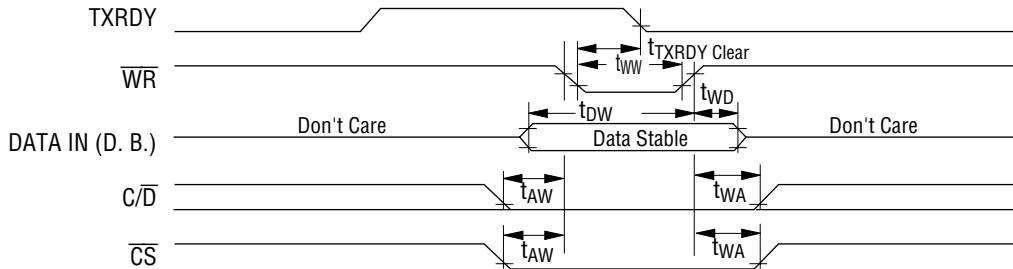 TXRDY
tTXRDY Clear
WR
tWW
tWD
tDW
DATA IN (D. B.)
Don't Care
Data Stable
Don't Care
C/D
tAW
tWA
CS
tAW
tWA